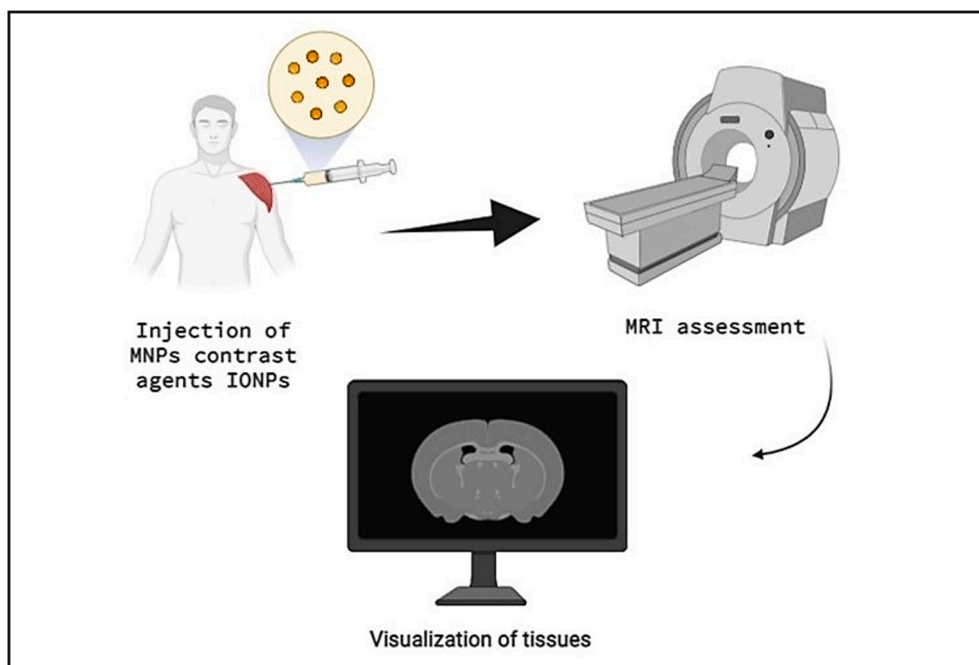 Injection of
MNPs contrast
agents IONPs
MRI assessment
Visualization of tissues